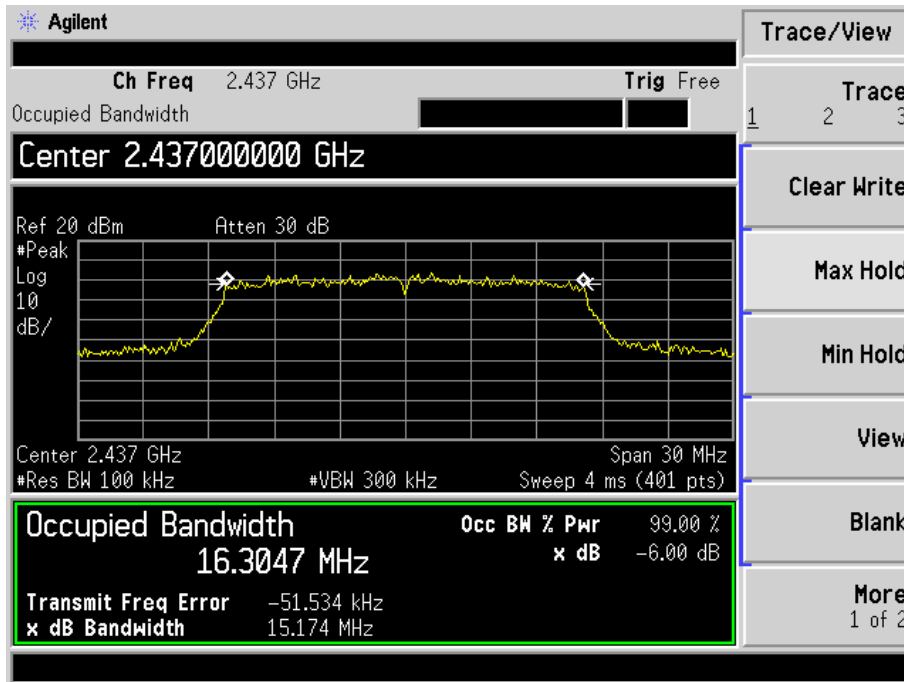 Agilent
Trace/View
Ch Freq 2.437 GHz Trig Free
Occupied Bandwidth
Trace
1 2 3
Center 2.437000000 GHz
Clear Write
Ref 20 dBm Atten 30 dB
#Peak
Log
10
dB/
Max Hold
Min Hold
View
Center 2.437 GHz Span 30 MHz
#Res BW 100 kHz #VBW 300 kHz Sweep 4 ms (401 pts)
Occupied Bandwidth Occ BW % Pwr 99.00 %
16.3047 MHz x dB -6.00 dB
Blank
Transmit Freq Error -51.534 kHz
x dB Bandwidth 15.174 MHz
More
1 of 2